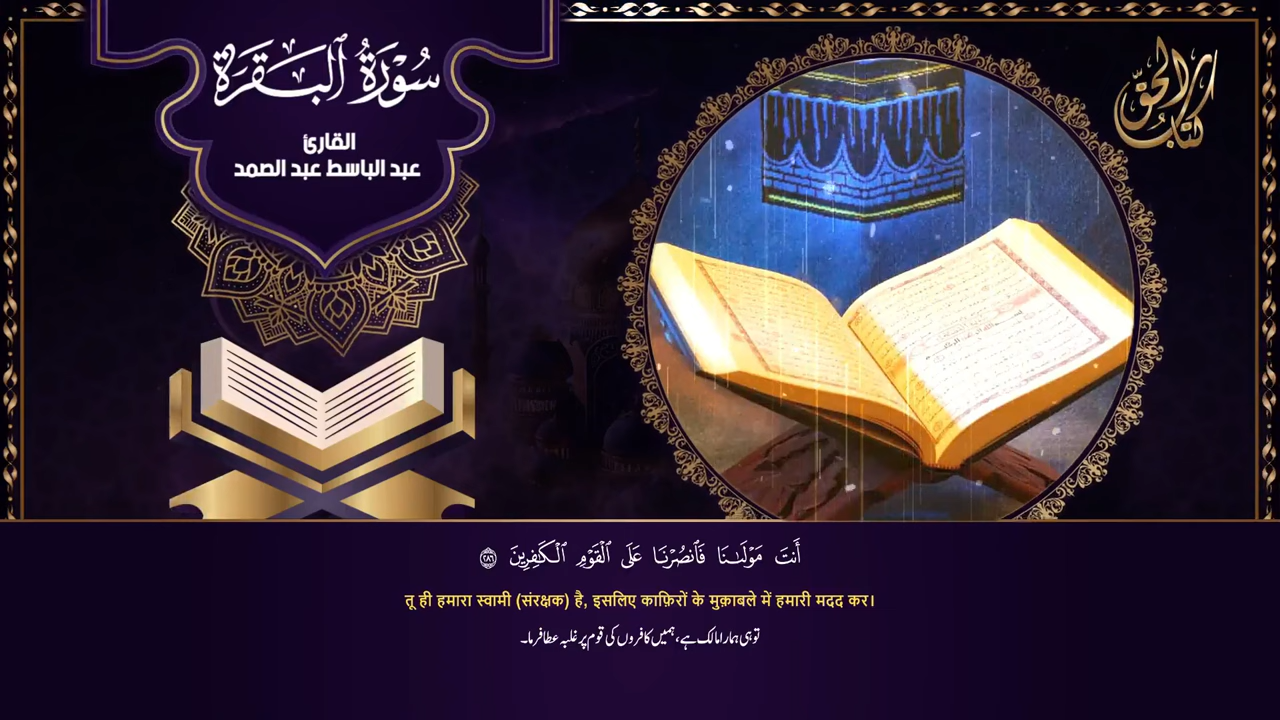 سُورَةُ ٱلْبَقَرَة
القارئ
عبد الباسط عبد الصمد
كتاب الحق
أَنتَ مَوْلَىٰنَا فَٱنصُرْنَا عَلَى ٱلْقَوْمِ ٱلْكَٰفِرِينَ ٢٨٦
तू ही हमारा स्वामी (संरक्षक) है, इसलिए काफ़िरों के मुक़ाबले में हमारी मदद कर।
تو ہی ہمارا مالک ہے، ہمیں کافروں کی قوم پر غلبہ عطا فرما۔